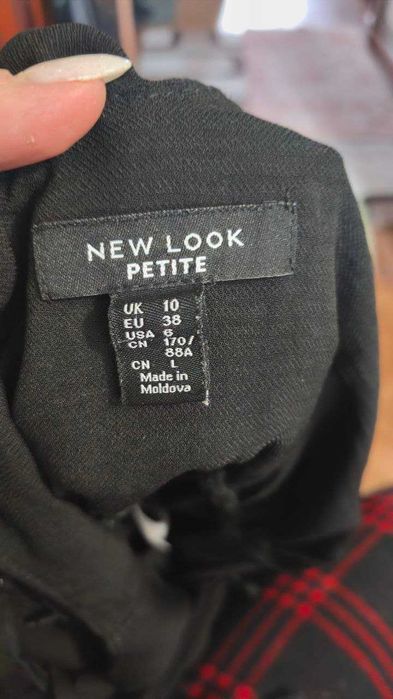 NEW LOOK
PETITE
UK 10
EU 38
USA 6
CN 170/
88A
CN L
Made in
Moldova